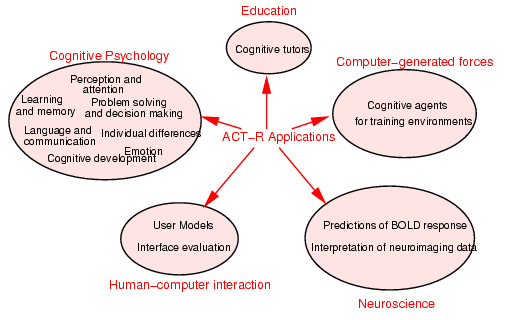 Education
Cognitive tutors
Cognitive Psychology
Perception and
attention
Learning
and memory
Problem solving
and decision making
Language and
communication
Individual differences
Emotion
Cognitive development
Computer-generated forces
Cognitive agents
for training environments
ACT-R Applications
User Models
Interface evaluation
Human-computer interaction
Predictions of BOLD response
Interpretation of neuroimaging data
Neuroscience